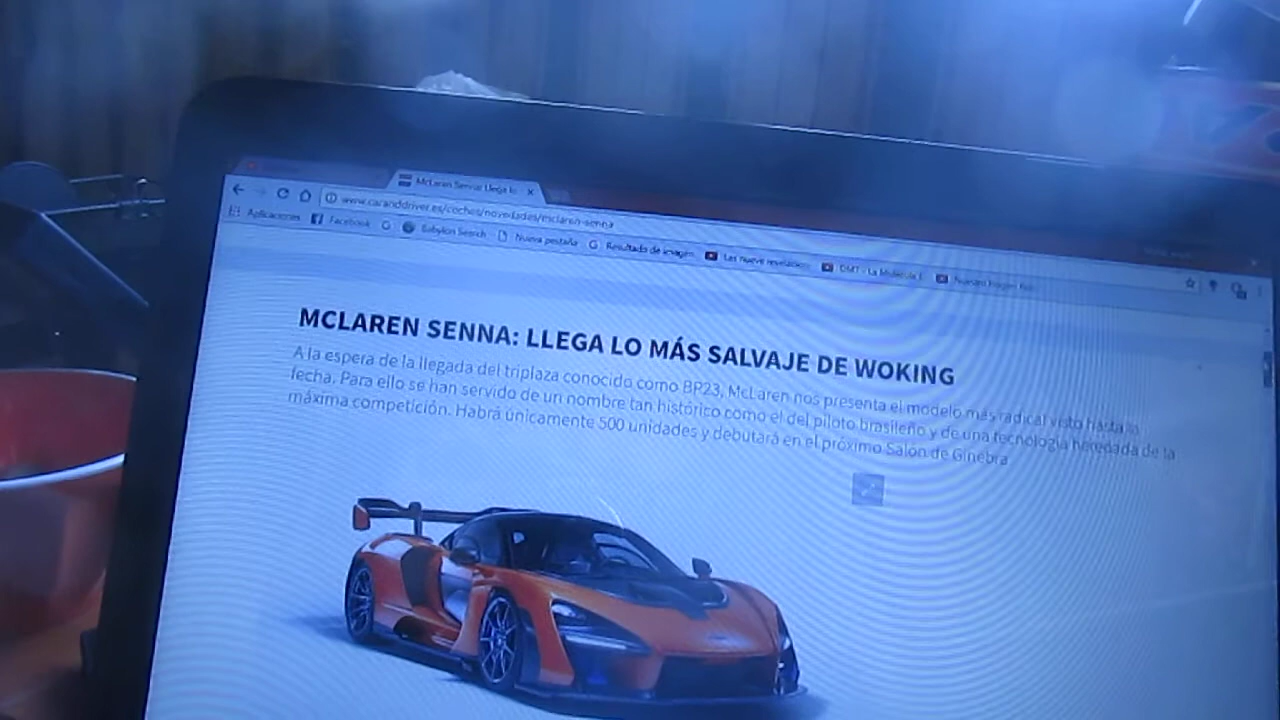 McLaren Senna: Llega lo
www.caranddriver.es/coches/novedades/mclaren-senna
Aplicaciones Facebook G Babylon Search Nueva pestaña Resultado de imagen Las nueve revelacion DMT - La Molécula
MCLAREN SENNA: LLEGA LO MÁS SALVAJE DE WOKING
A la espera de la llegada del triplaza conocido como BP23, McLaren nos presenta el modelo más radical visto hasta la
fecha. Para ello se han servido de un nombre tan histórico como el del piloto brasileño y de una tecnología heredada de la
máxima competición. Habrá únicamente 500 unidades y debutará en el próximo Salón de Ginebra